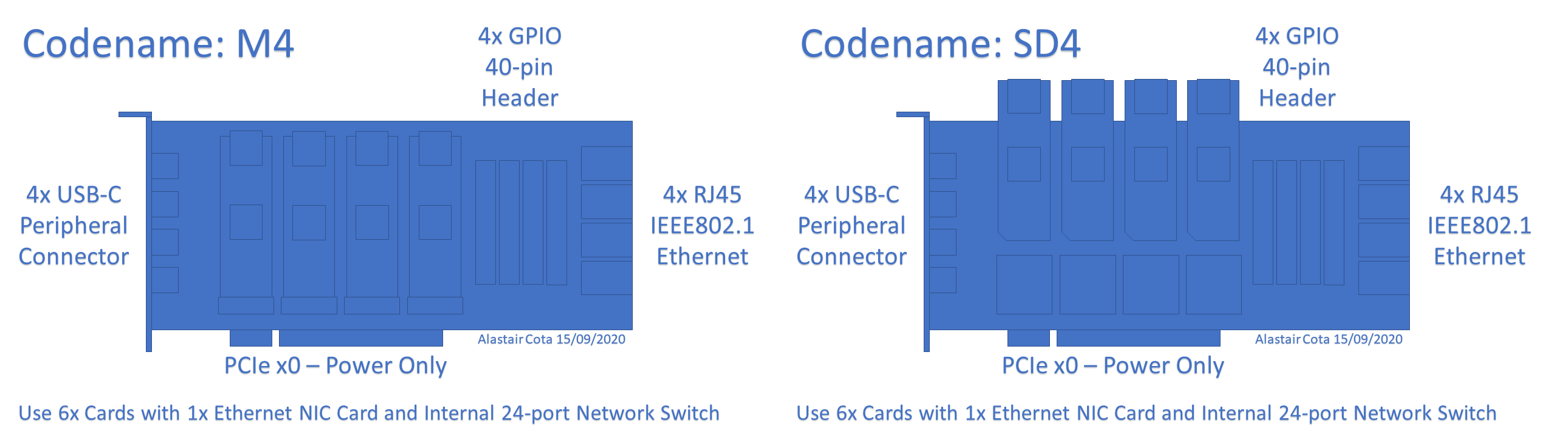 Codename: M4
4x GPIO
40-pin
Header
4x USB-C
Peripheral
Connector
4x RJ45
IEEE802.1
Ethernet
Alastair Cota 15/09/2020
PCIe x0 – Power Only
Use 6x Cards with 1x Ethernet NIC Card and Internal 24-port Network Switch
Codename: SD4
4x GPIO
40-pin
Header
4x USB-C
Peripheral
Connector
4x RJ45
IEEE802.1
Ethernet
Alastair Cota 15/09/2020
PCIe x0 – Power Only
Use 6x Cards with 1x Ethernet NIC Card and Internal 24-port Network Switch